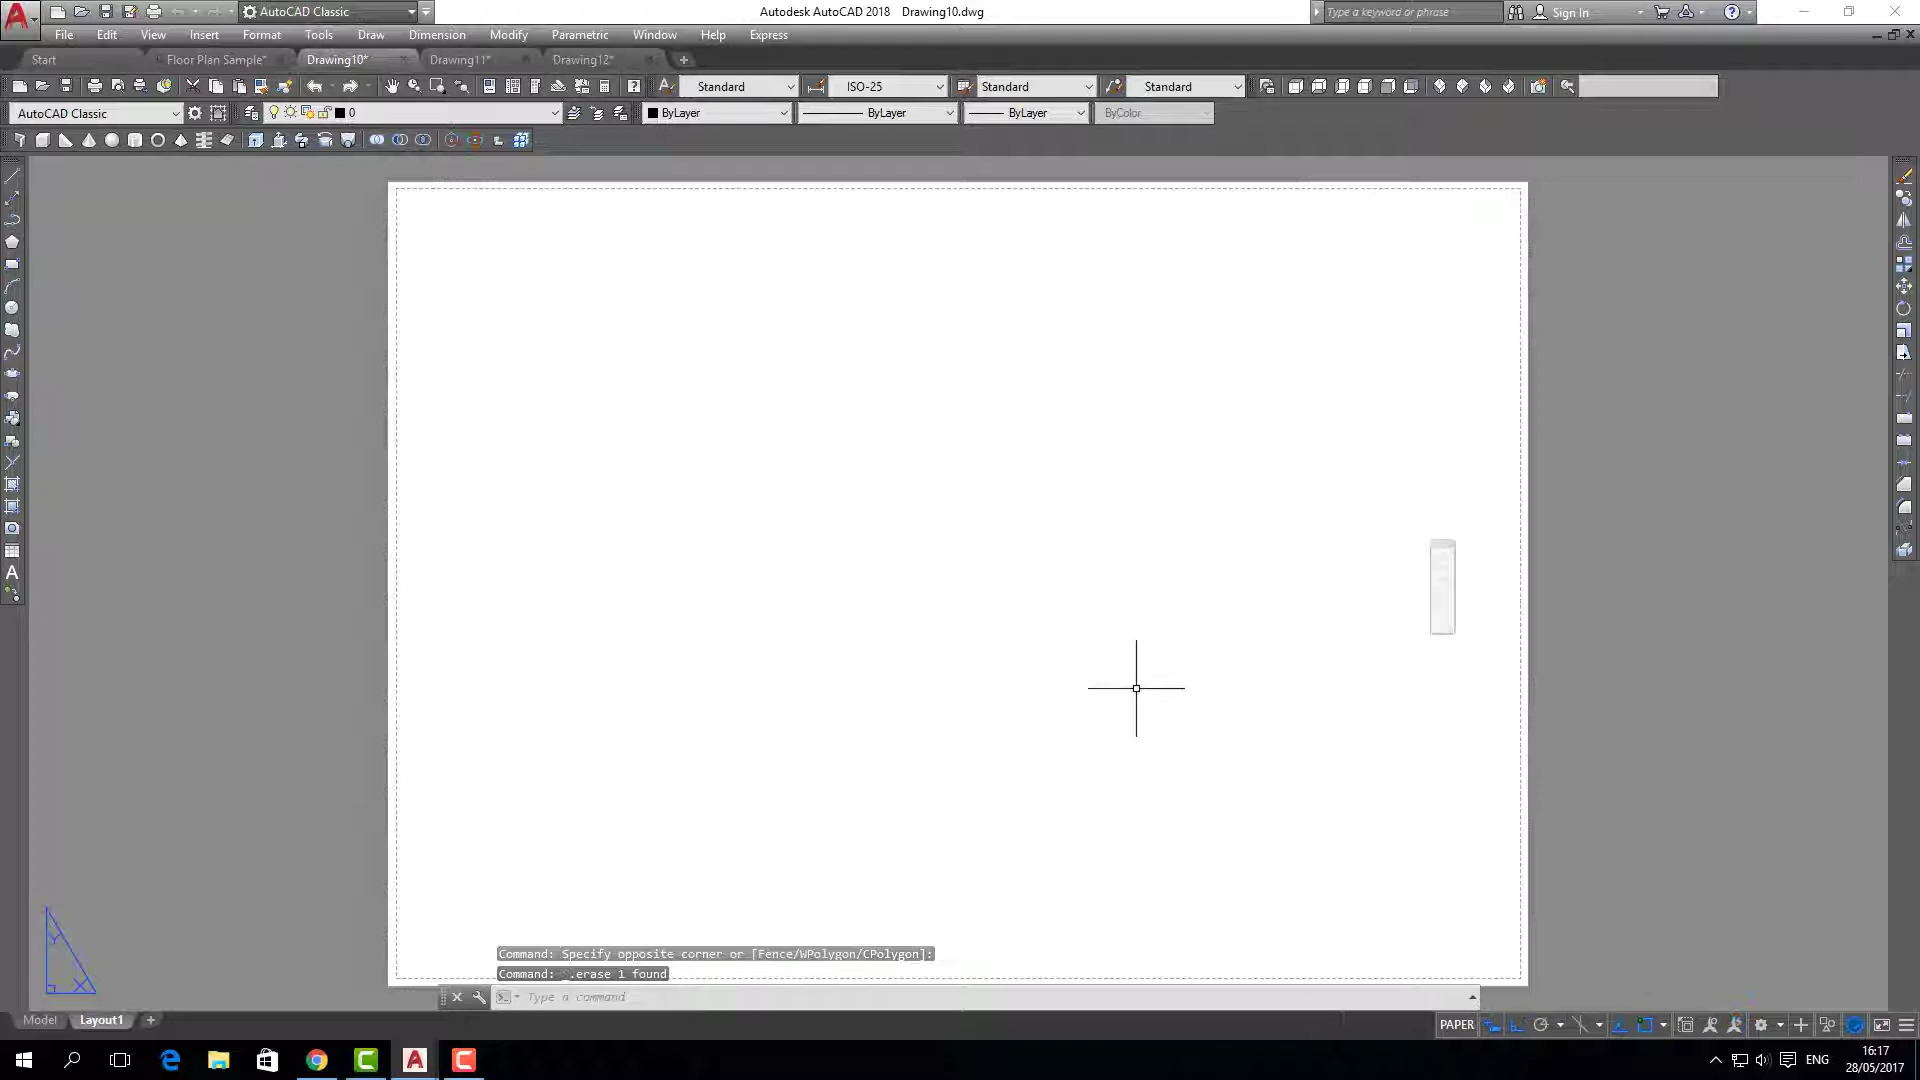 AutoCAD Classic
Autodesk AutoCAD 2018 Drawing10.dwg
Type a keyword or phrase
Sign In
File Edit View Insert Format Tools Draw Dimension Modify Parametric Window Help Express
Start Floor Plan Sample* Drawing10* Drawing11* Drawing12*
Standard ISO-25 Standard Standard
AutoCAD Classic 0 ByLayer ByLayer ByLayer ByColor
A
Y
X
Command: Specify opposite corner or [Fence/WPolygon/CPolygon]:
Command: _.erase 1 found
Type a command
Model Layout1
PAPER
ENG
16:17
28/05/2017